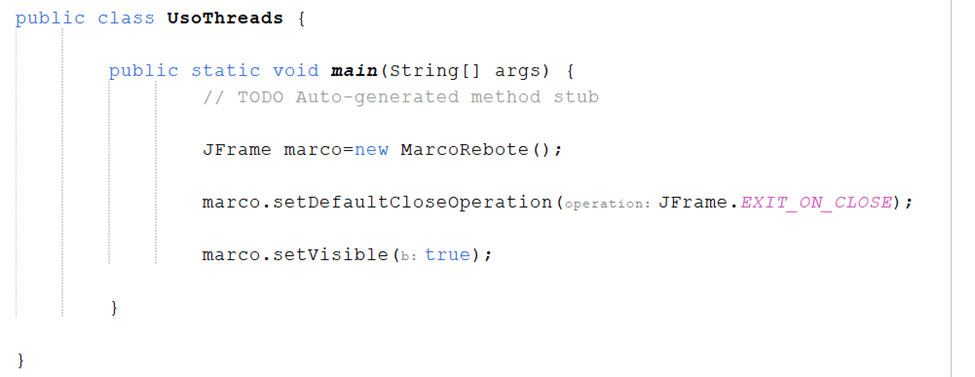 public class UsoThreads {
public static void main(String[] args) {
// TODO Auto-generated method stub
JFrame marco=new MarcoRebote();
marco.setDefaultCloseOperation(operation: JFrame.EXIT_ON_CLOSE);
marco.setVisible(b: true);
}
}